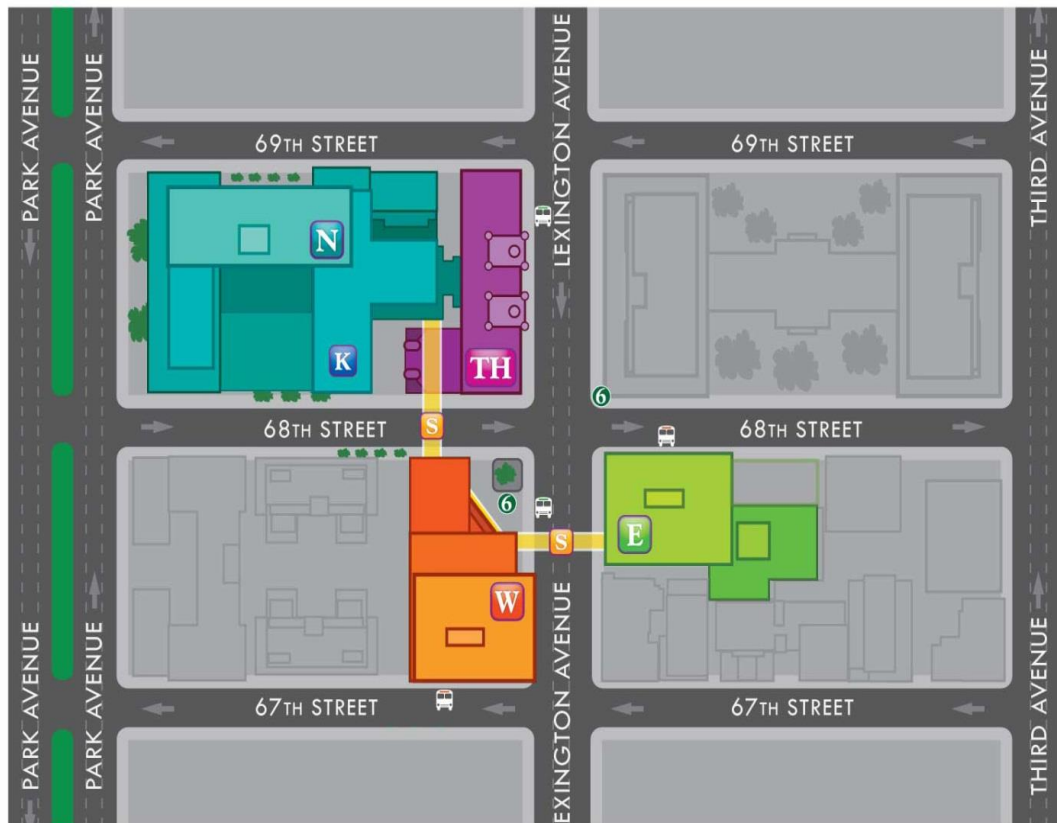 PARK AVENUE
PARK AVENUE
LEXINGTON AVENUE
THIRD AVENUE
69TH STREET
69TH STREET
N
K
TH
6
68TH STREET
S
68TH STREET
6
S
E
W
PARK AVENUE
PARK AVENUE
EXINGTON AVENUE
THIRD AVENUE
67TH STREET
67TH STREET